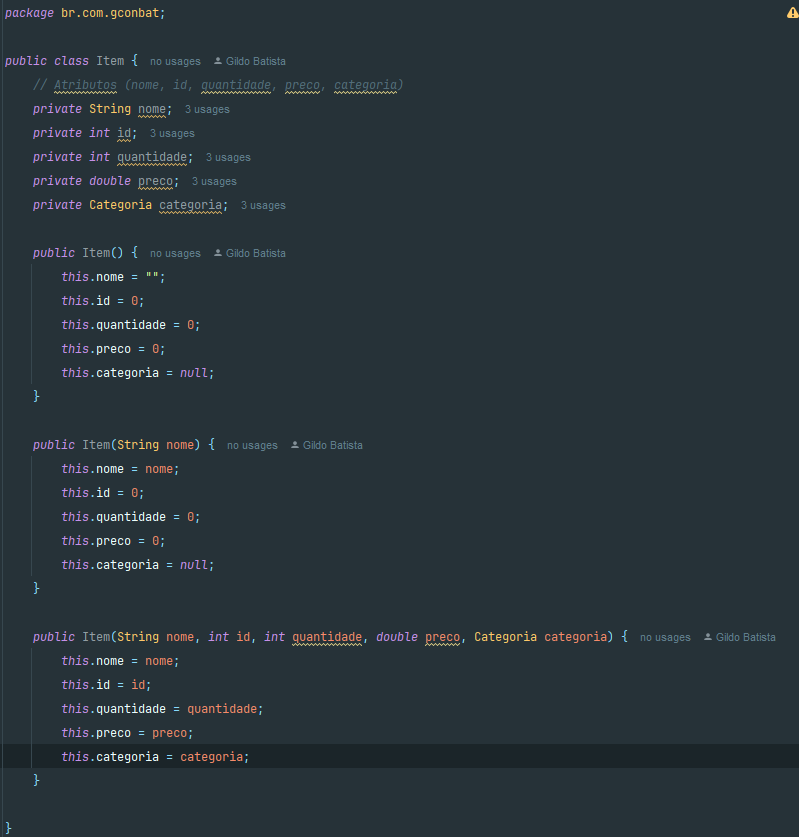 package br.com.gconbat;
public class Item { no usages Gildo Batista
// Atributos (nome, id, quantidade, preco, categoria)
private String nome; 3 usages
private int id; 3 usages
private int quantidade; 3 usages
private double preco; 3 usages
private Categoria categoria; 3 usages
public Item() { no usages Gildo Batista
this.nome = "";
this.id = 0;
this.quantidade = 0;
this.preco = 0;
this.categoria = null;
}
public Item(String nome) { no usages Gildo Batista
this.nome = nome;
this.id = 0;
this.quantidade = 0;
this.preco = 0;
this.categoria = null;
}
public Item(String nome, int id, int quantidade, double preco, Categoria categoria) { no usages Gildo Batista
this.nome = nome;
this.id = id;
this.quantidade = quantidade;
this.preco = preco;
this.categoria = categoria;
}
}